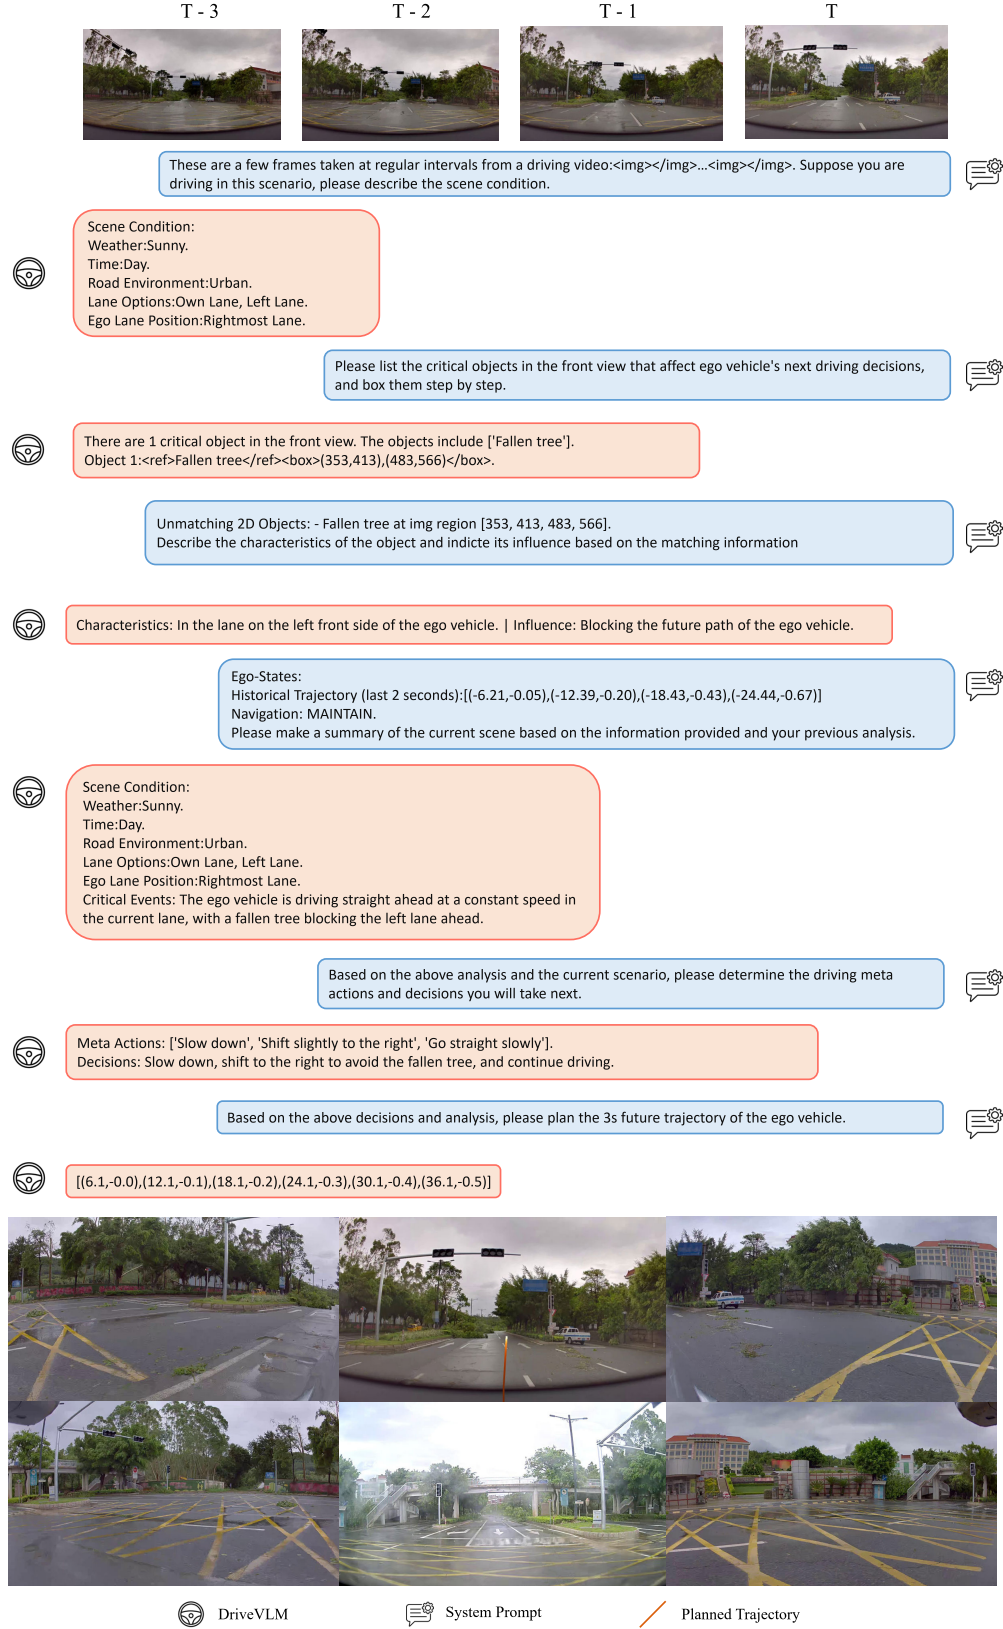 T - 3
T - 2
T - 1
T
These are a few frames taken at regular intervals from a driving video:<img></img>…<img></img>. Suppose you are
driving in this scenario, please describe the scene condition.
Scene Condition:
Weather:Sunny.
Time:Day.
Road Environment:Urban.
Lane Options:Own Lane, Left Lane.
Ego Lane Position:Rightmost Lane.
Please list the critical objects in the front view that affect ego vehicle's next driving decisions,
and box them step by step.
There are 1 critical object in the front view. The objects include ['Fallen tree'].
Object 1:<ref>Fallen tree</ref><box>(353,413),(483,566)</box>.
Unmatching 2D Objects: - Fallen tree at img region [353, 413, 483, 566].
Describe the characteristics of the object and indicte its influence based on the matching information
Characteristics: In the lane on the left front side of the ego vehicle. | Influence: Blocking the future path of the ego vehicle.
Ego-States:
Historical Trajectory (last 2 seconds):[(-6.21,-0.05),(-12.39,-0.20),(-18.43,-0.43),(-24.44,-0.67)]
Navigation: MAINTAIN.
Please make a summary of the current scene based on the information provided and your previous analysis.
Scene Condition:
Weather:Sunny.
Time:Day.
Road Environment:Urban.
Lane Options:Own Lane, Left Lane.
Ego Lane Position:Rightmost Lane.
Critical Events: The ego vehicle is driving straight ahead at a constant speed in
the current lane, with a fallen tree blocking the left lane ahead.
Based on the above analysis and the current scenario, please determine the driving meta
actions and decisions you will take next.
Meta Actions: ['Slow down', 'Shift slightly to the right', 'Go straight slowly'].
Decisions: Slow down, shift to the right to avoid the fallen tree, and continue driving.
Based on the above decisions and analysis, please plan the 3s future trajectory of the ego vehicle.
[(6.1,-0.0),(12.1,-0.1),(18.1,-0.2),(24.1,-0.3),(30.1,-0.4),(36.1,-0.5)]
DriveVLM
System Prompt
Planned Trajectory